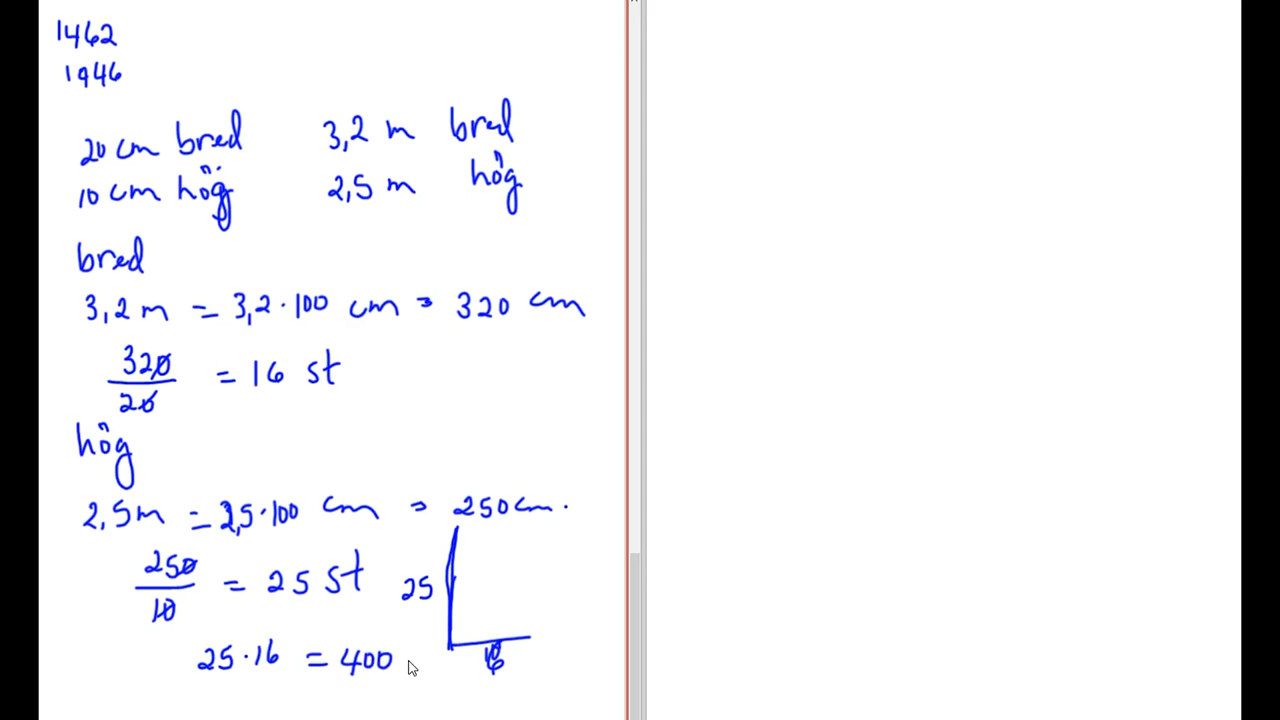 1462
1946
20 cm bred 3,2 m bred
10 cm hög 2,5 m hög
bred
3,2 m = 3,2 · 100 cm = 320 cm
320
20
= 16 st
hög
2,5 m = 2,5 · 100 cm = 250 cm.
250
10
= 25 st
25
25 · 16 = 400
16